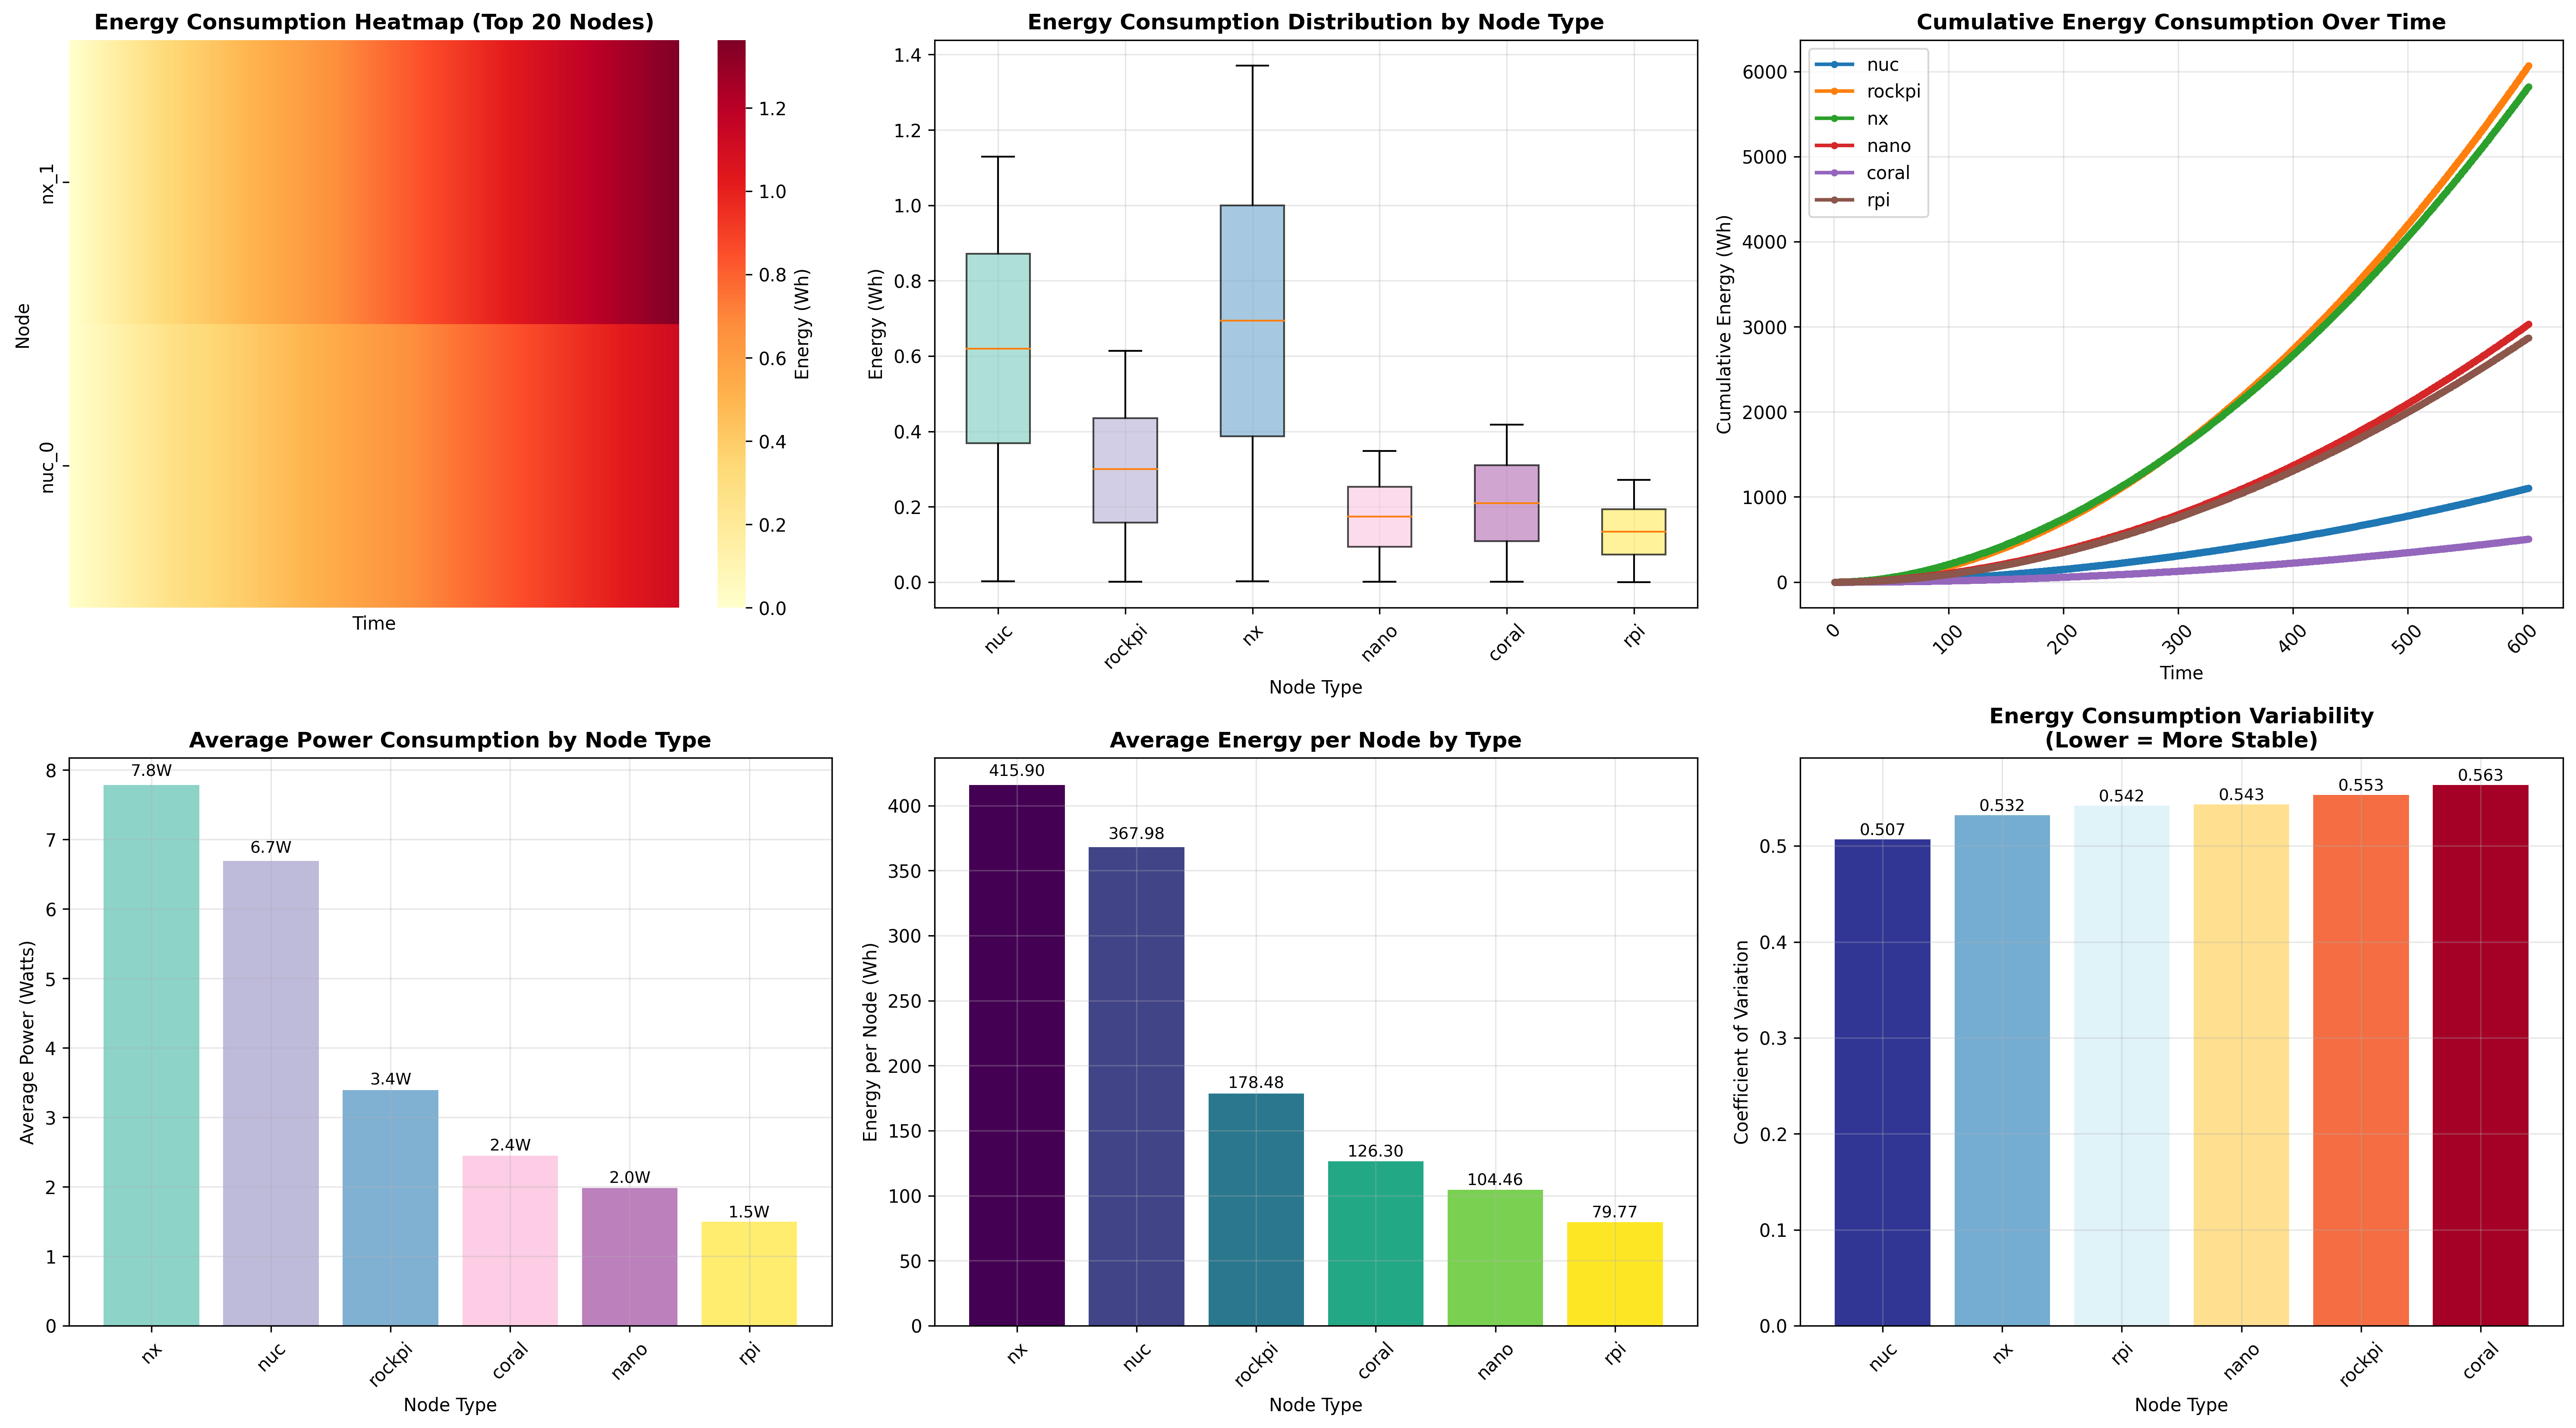 Energy Consumption Heatmap (Top 20 Nodes)
Node
nx_1
nuc_0
Time
1.2
1.0
0.8
0.6
0.4
0.2
0.0
Energy (Wh)
Energy Consumption Distribution by Node Type
Energy (Wh)
1.4
1.2
1.0
0.8
0.6
0.4
0.2
0.0
nuc
rockpi
nx
nano
coral
rpi
Node Type
Cumulative Energy Consumption Over Time
Cumulative Energy (Wh)
6000
5000
4000
3000
2000
1000
0
nuc
rockpi
nx
nano
coral
rpi
0
100
200
300
400
500
600
Time
Average Power Consumption by Node Type
Average Power (Watts)
8
7
6
5
4
3
2
1
0
7.8W
6.7W
3.4W
2.4W
2.0W
1.5W
nx
nuc
rockpi
coral
nano
rpi
Node Type
Average Energy per Node by Type
Energy per Node (Wh)
400
350
300
250
200
150
100
50
0
415.90
367.98
178.48
126.30
104.46
79.77
nx
nuc
rockpi
coral
nano
rpi
Node Type
Energy Consumption Variability
(Lower = More Stable)
Coefficient of Variation
0.5
0.4
0.3
0.2
0.1
0.0
0.507
0.532
0.542
0.543
0.553
0.563
nuc
nx
rpi
nano
rockpi
coral
Node Type